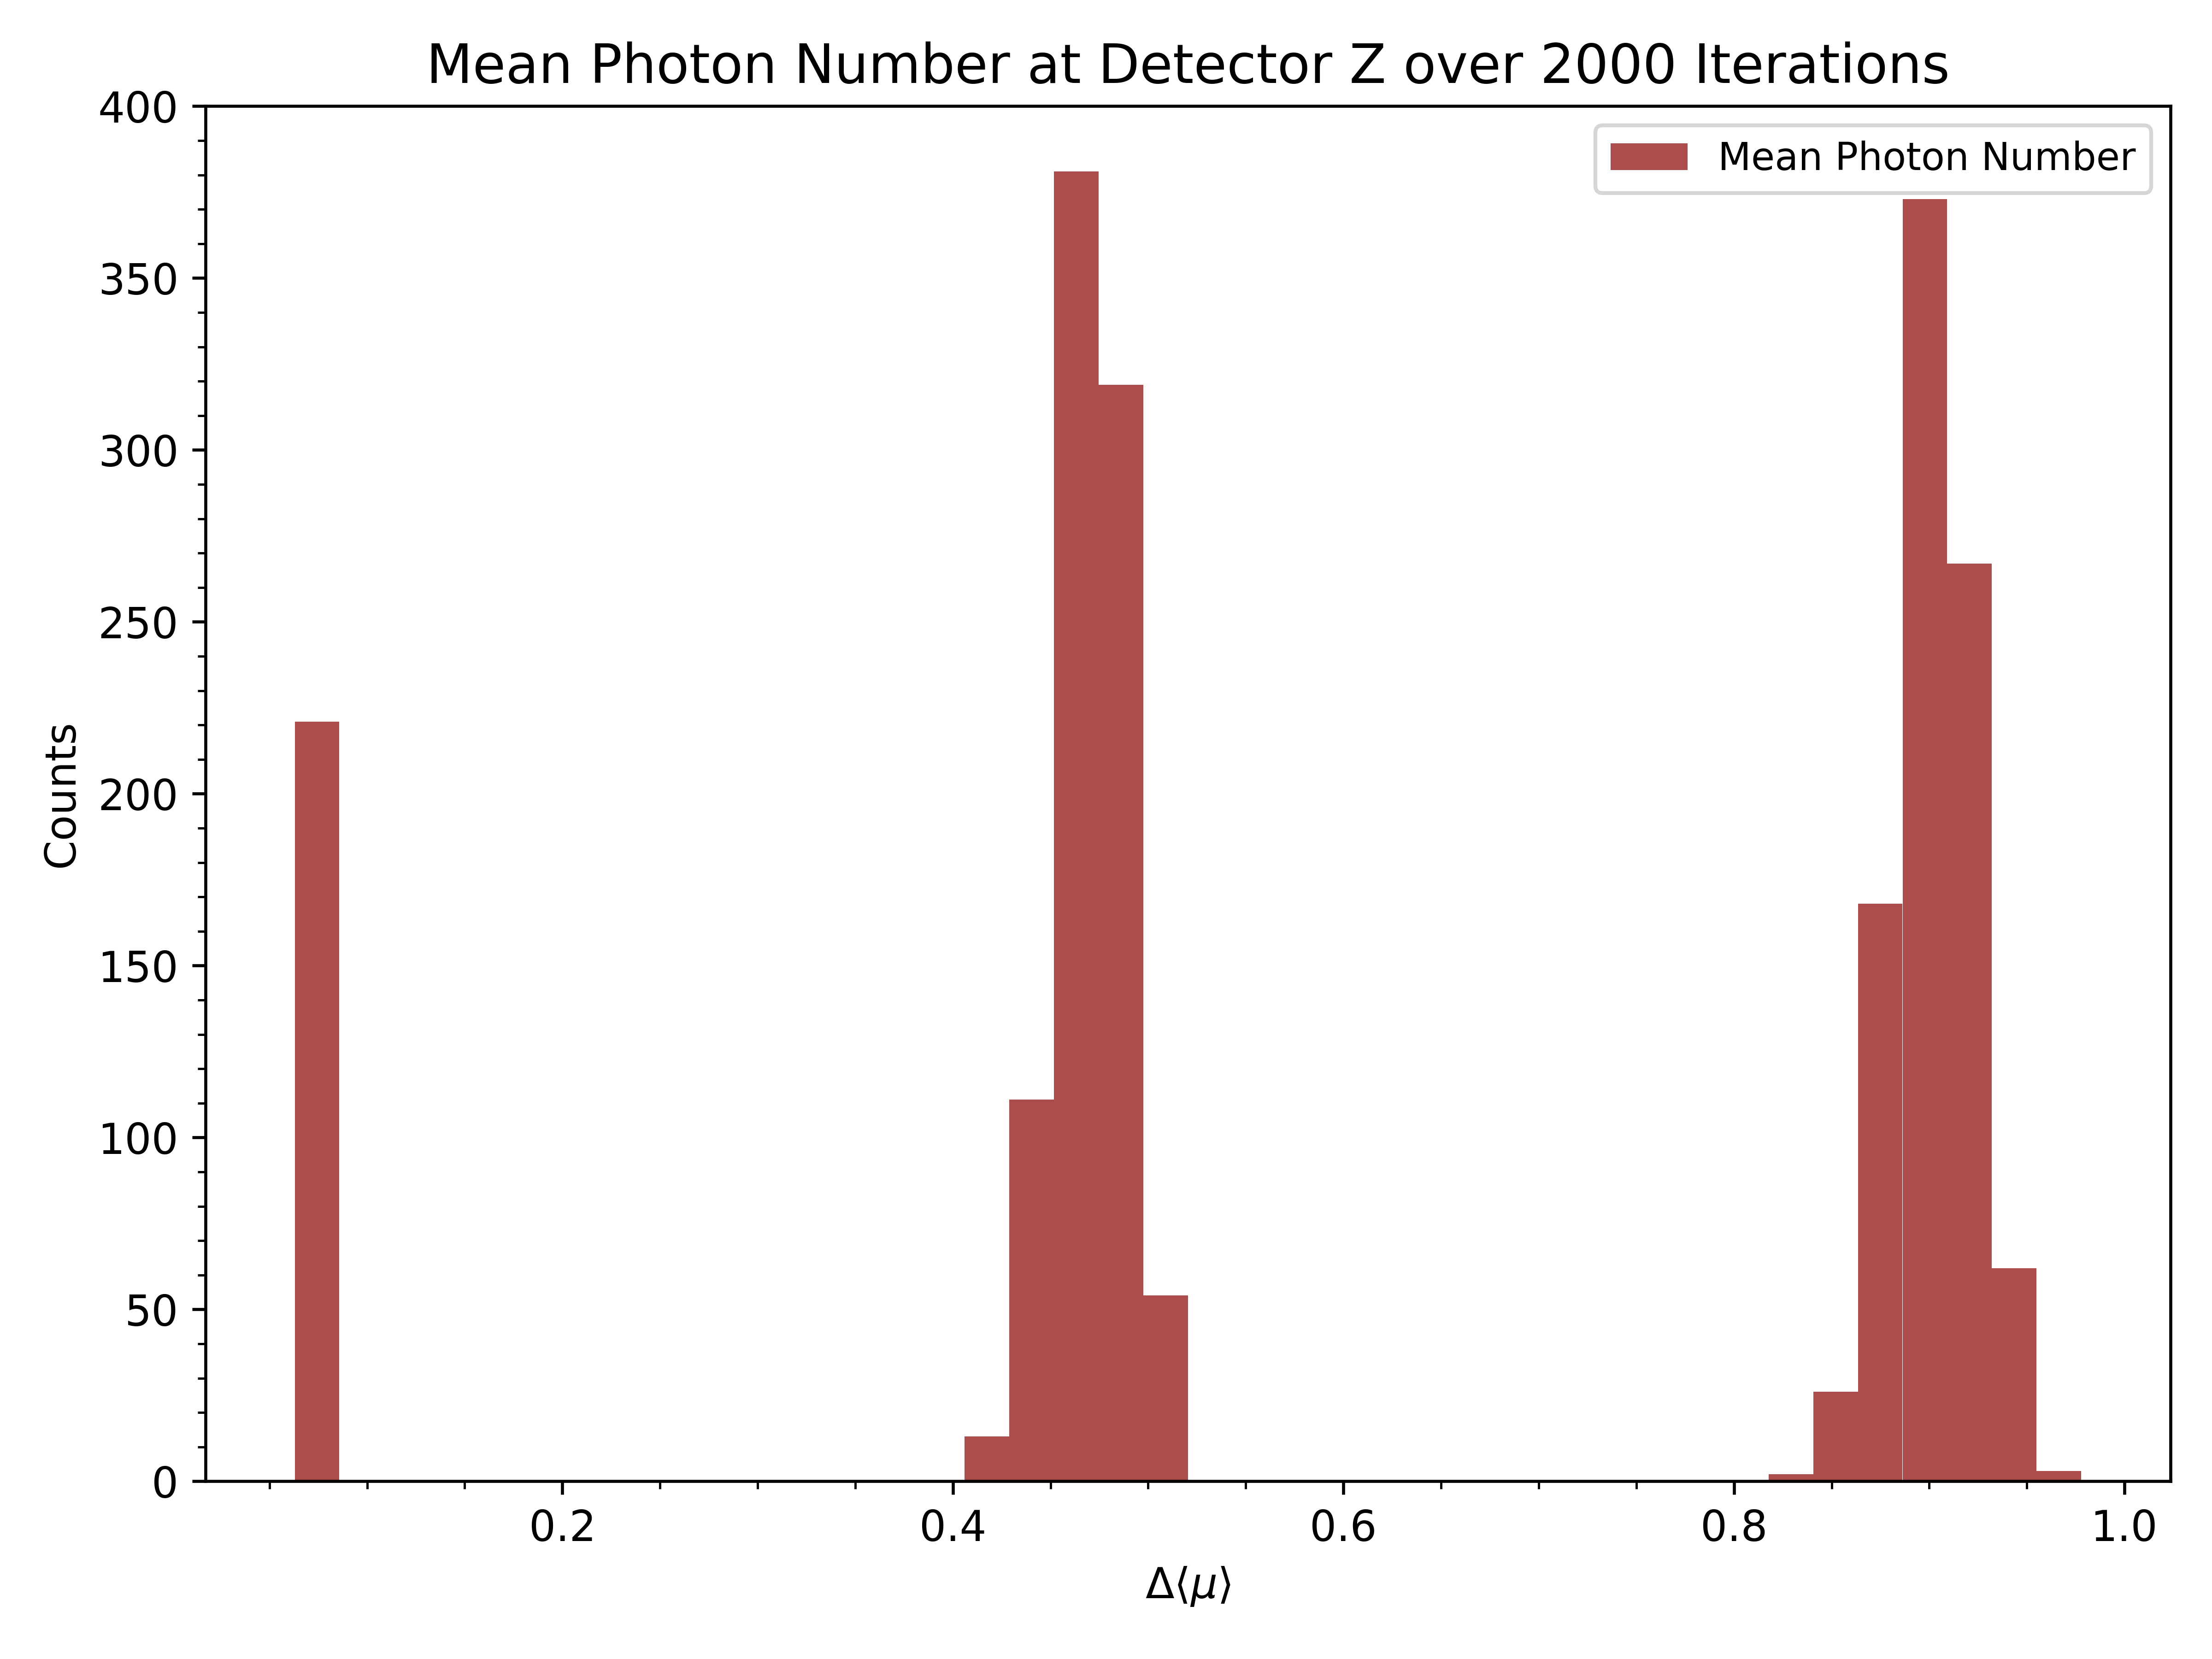 Mean Photon Number at Detector Z over 2000 Iterations
Mean Photon Number
400
350
300
250
200
150
100
50
0
Counts
0.2 0.4 0.6 0.8 1.0
Δ⟨μ⟩